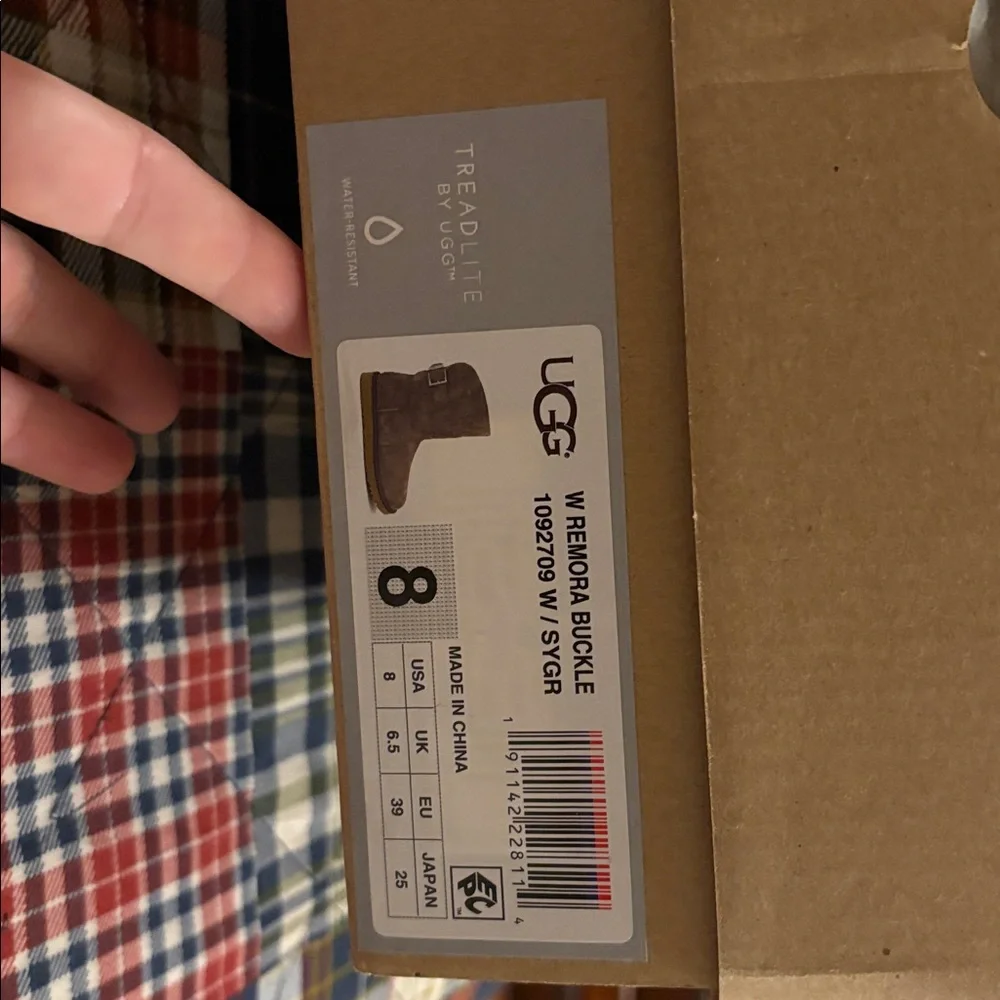 TREADLITE
BY UGG™
WATER-RESISTANT
UGG
W REMORA BUCKLE
1092709 W / SYGR
1 91142 22811 4
MADE IN CHINA
8
USA UK EU JAPAN
8 6.5 39 25
EPC™